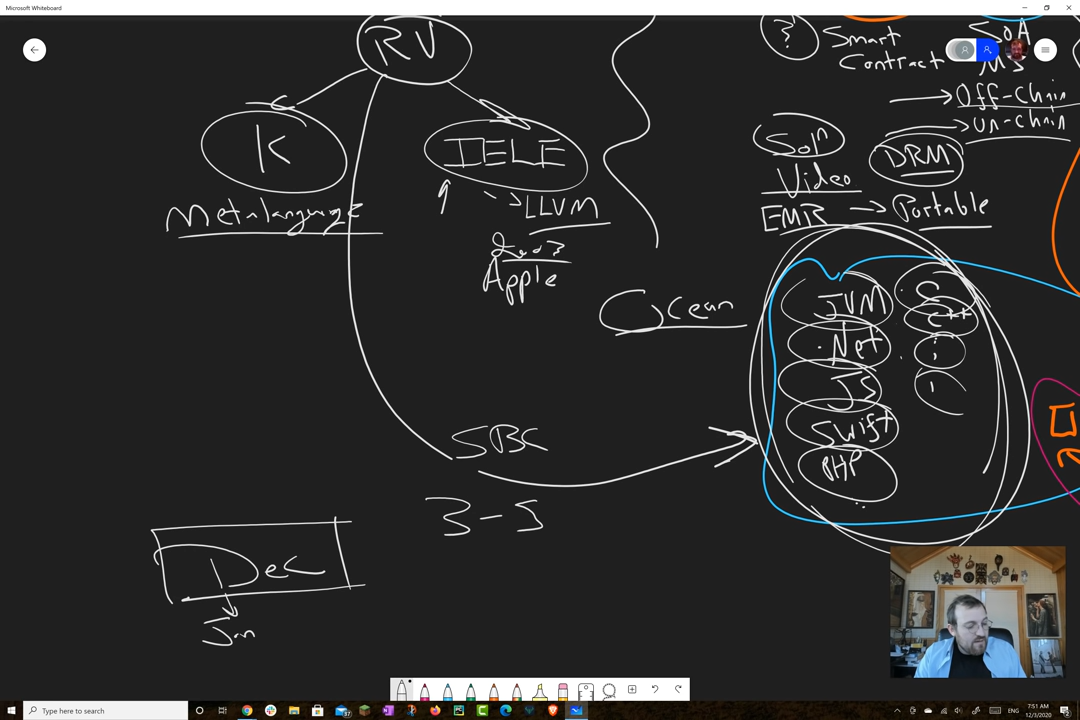 Microsoft Whiteboard
RV
K
IELE
Metalanguage
LLVM
Apple
?
Smart
Contract
SoA
MS
Off-Chain
on-chain
Sol
DRM
Video
EMR → Portable
Ocean
JVM
C
.Net
C++
JS
Swift
PHP
SBC
3-5
Dec
Jan
Type here to search
7:51 AM
12/3/2020